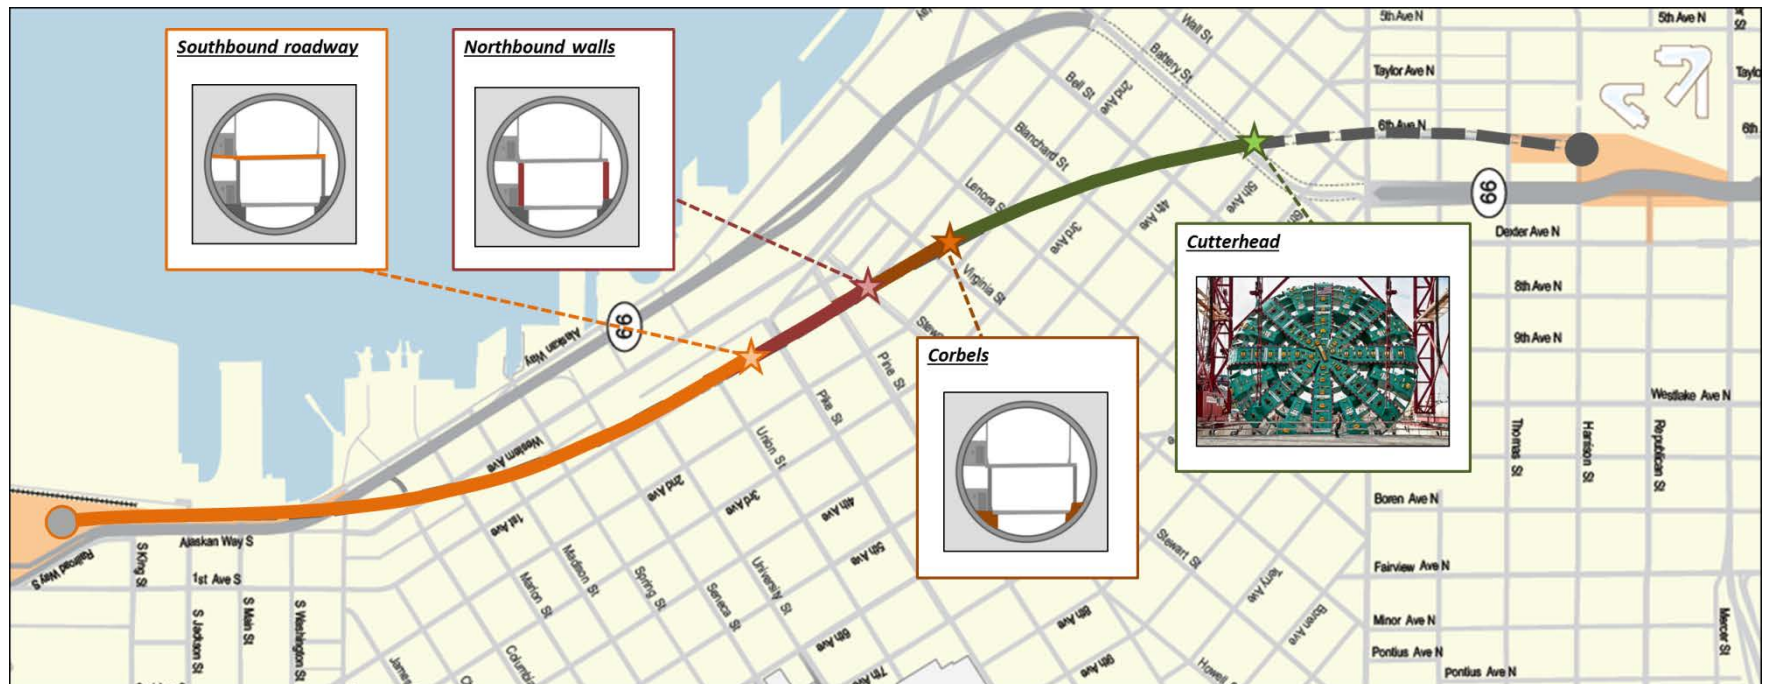 Southbound roadway
Northbound walls
Cutterhead
Corbels
Wall St
Battery St
Bell St
2nd Ave
Blanchard St
Lenora S
3rd Ave
4th Ave
5th Ave
Virginia St
5th Ave N
5th Ave N
Taylor Ave N
Taylo
6th Ave N
6th
99
Dexter Ave N
8th Ave N
9th Ave N
Westlake Ave N
Thomas St
Harrison St
Republican St
Boren Ave N
Fairview Ave N
Minor Ave N
Pontius Ave N
Pontius Ave N
Mercer St
99
Alaskan Way
Western Ave
Pine St
Pike St
Union St
2nd Ave
3rd Ave
4th Ave
5th Ave
1st Ave
Madison St
Marion St
Spring St
Seneca St
University St
6th Ave
7th Ave
8th Ave
9th Ave
Stewart St
Terry Ave
Boren Ave
Howell S
Alaskan Way S
1st Ave S
Railroad Way S
S King St
S Jackson St
S Main St
S Washington St
James
Columb